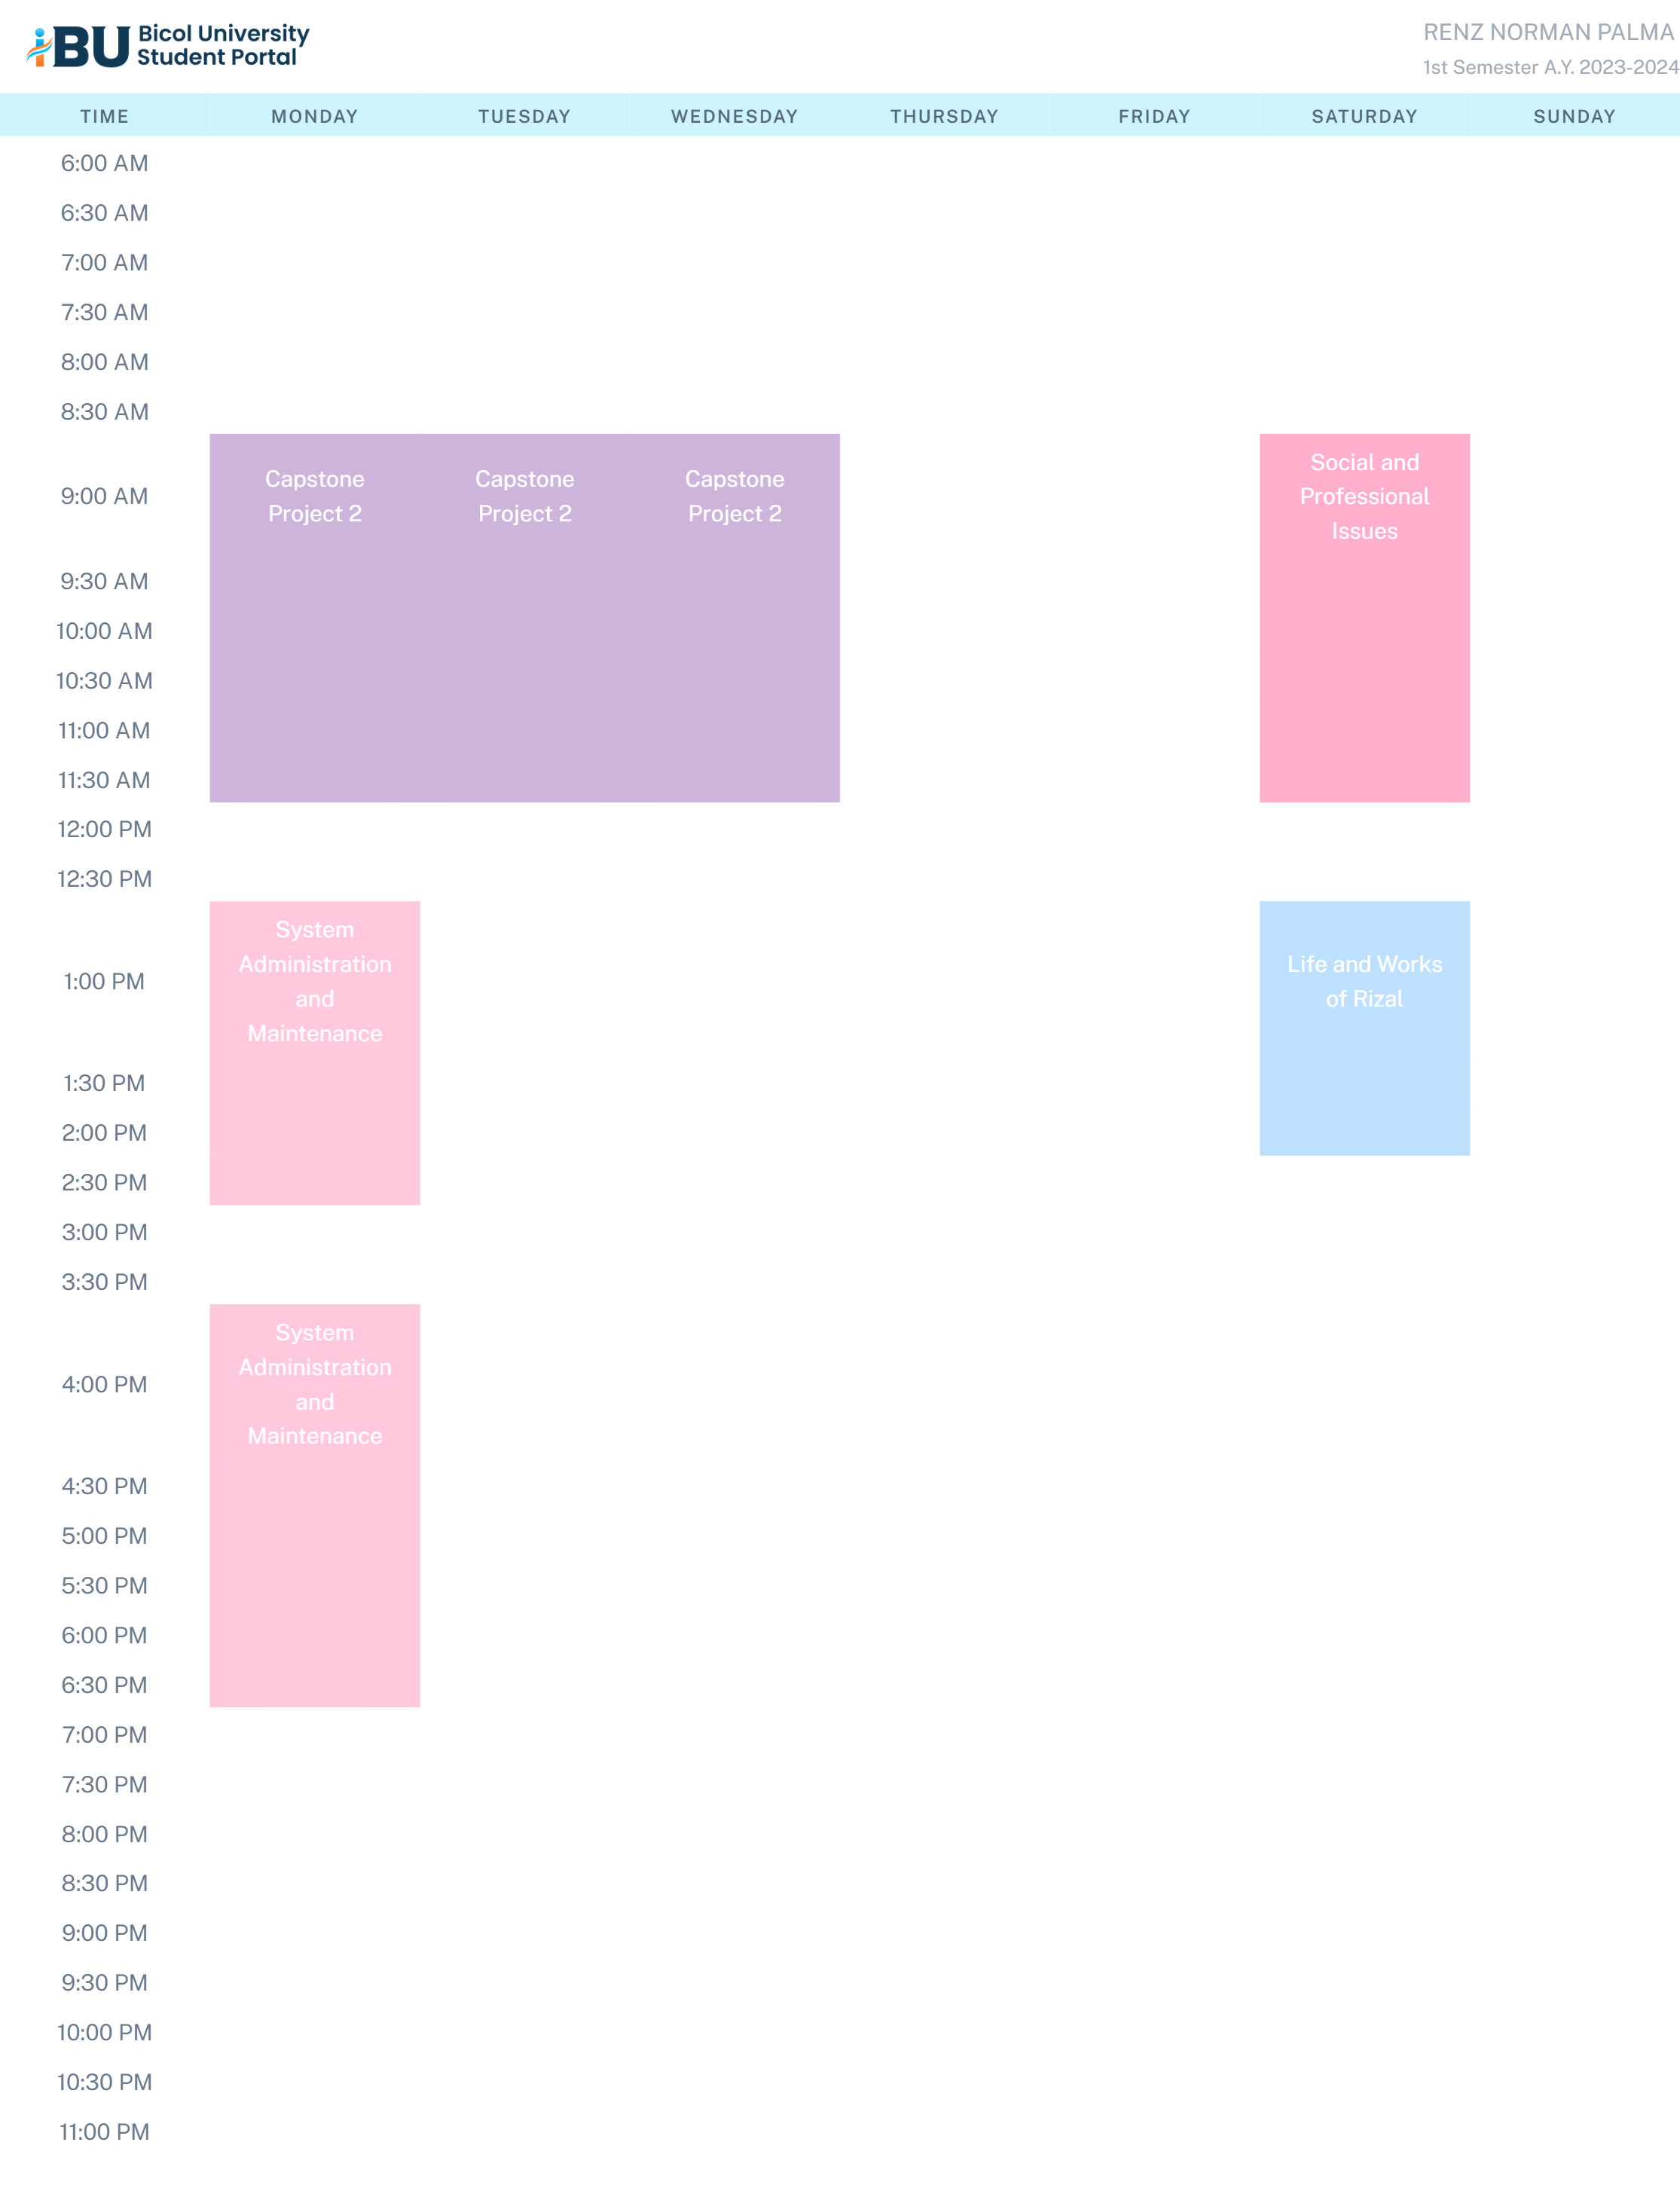 iBU Bicol University
Student Portal
RENZ NORMAN PALMA
1st Semester A.Y. 2023-2024
TIME MONDAY TUESDAY WEDNESDAY THURSDAY FRIDAY SATURDAY SUNDAY
6:00 AM
6:30 AM
7:00 AM
7:30 AM
8:00 AM
8:30 AM
9:00 AM
Capstone
Project 2
Capstone
Project 2
Capstone
Project 2
Social and
Professional
Issues
9:30 AM
10:00 AM
10:30 AM
11:00 AM
11:30 AM
12:00 PM
12:30 PM
1:00 PM
System
Administration
and
Maintenance
Life and Works
of Rizal
1:30 PM
2:00 PM
2:30 PM
3:00 PM
3:30 PM
4:00 PM
System
Administration
and
Maintenance
4:30 PM
5:00 PM
5:30 PM
6:00 PM
6:30 PM
7:00 PM
7:30 PM
8:00 PM
8:30 PM
9:00 PM
9:30 PM
10:00 PM
10:30 PM
11:00 PM